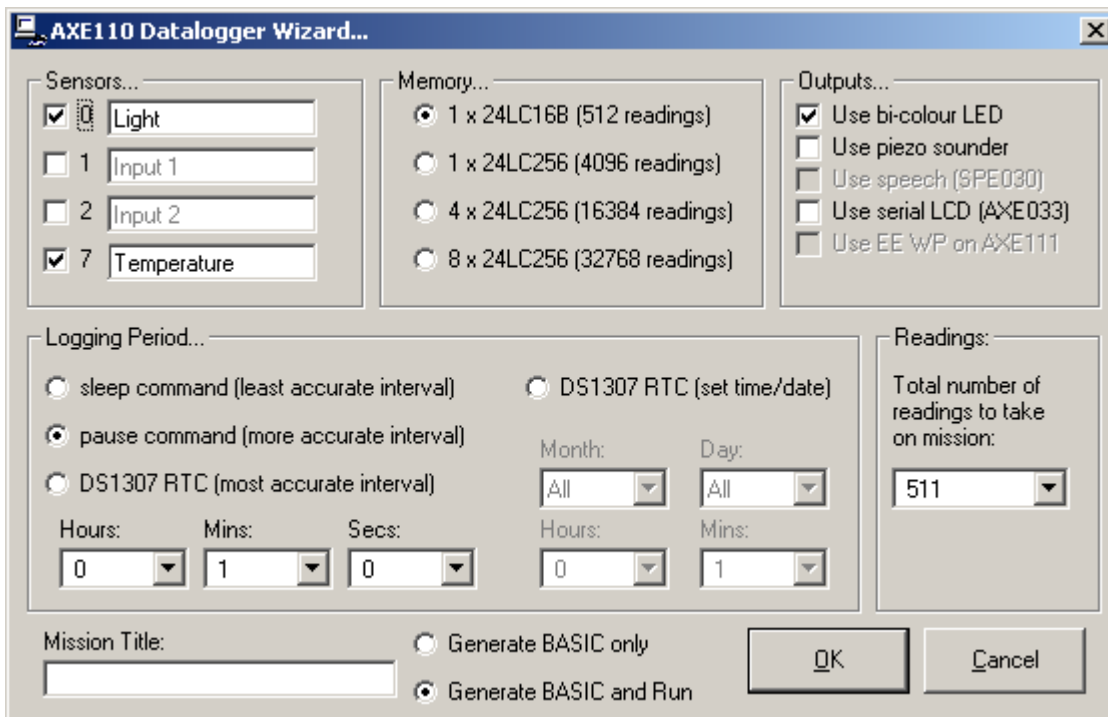 AXE110 Datalogger Wizard...
Sensors...
0 Light
1 Input 1
2 Input 2
7 Temperature
Memory...
1 x 24LC16B (512 readings)
1 x 24LC256 (4096 readings)
4 x 24LC256 (16384 readings)
8 x 24LC256 (32768 readings)
Outputs...
Use bi-colour LED
Use piezo sounder
Use speech (SPE030)
Use serial LCD (AXE033)
Use EE WP on AXE111
Logging Period...
sleep command (least accurate interval)
pause command (more accurate interval)
DS1307 RTC (most accurate interval)
Hours: Mins: Secs:
0 1 0
DS1307 RTC (set time/date)
Month: Day:
All All
Hours: Mins:
0 1
Readings:
Total number of
readings to take
on mission:
511
Mission Title:
Generate BASIC only
Generate BASIC and Run
OK
Cancel